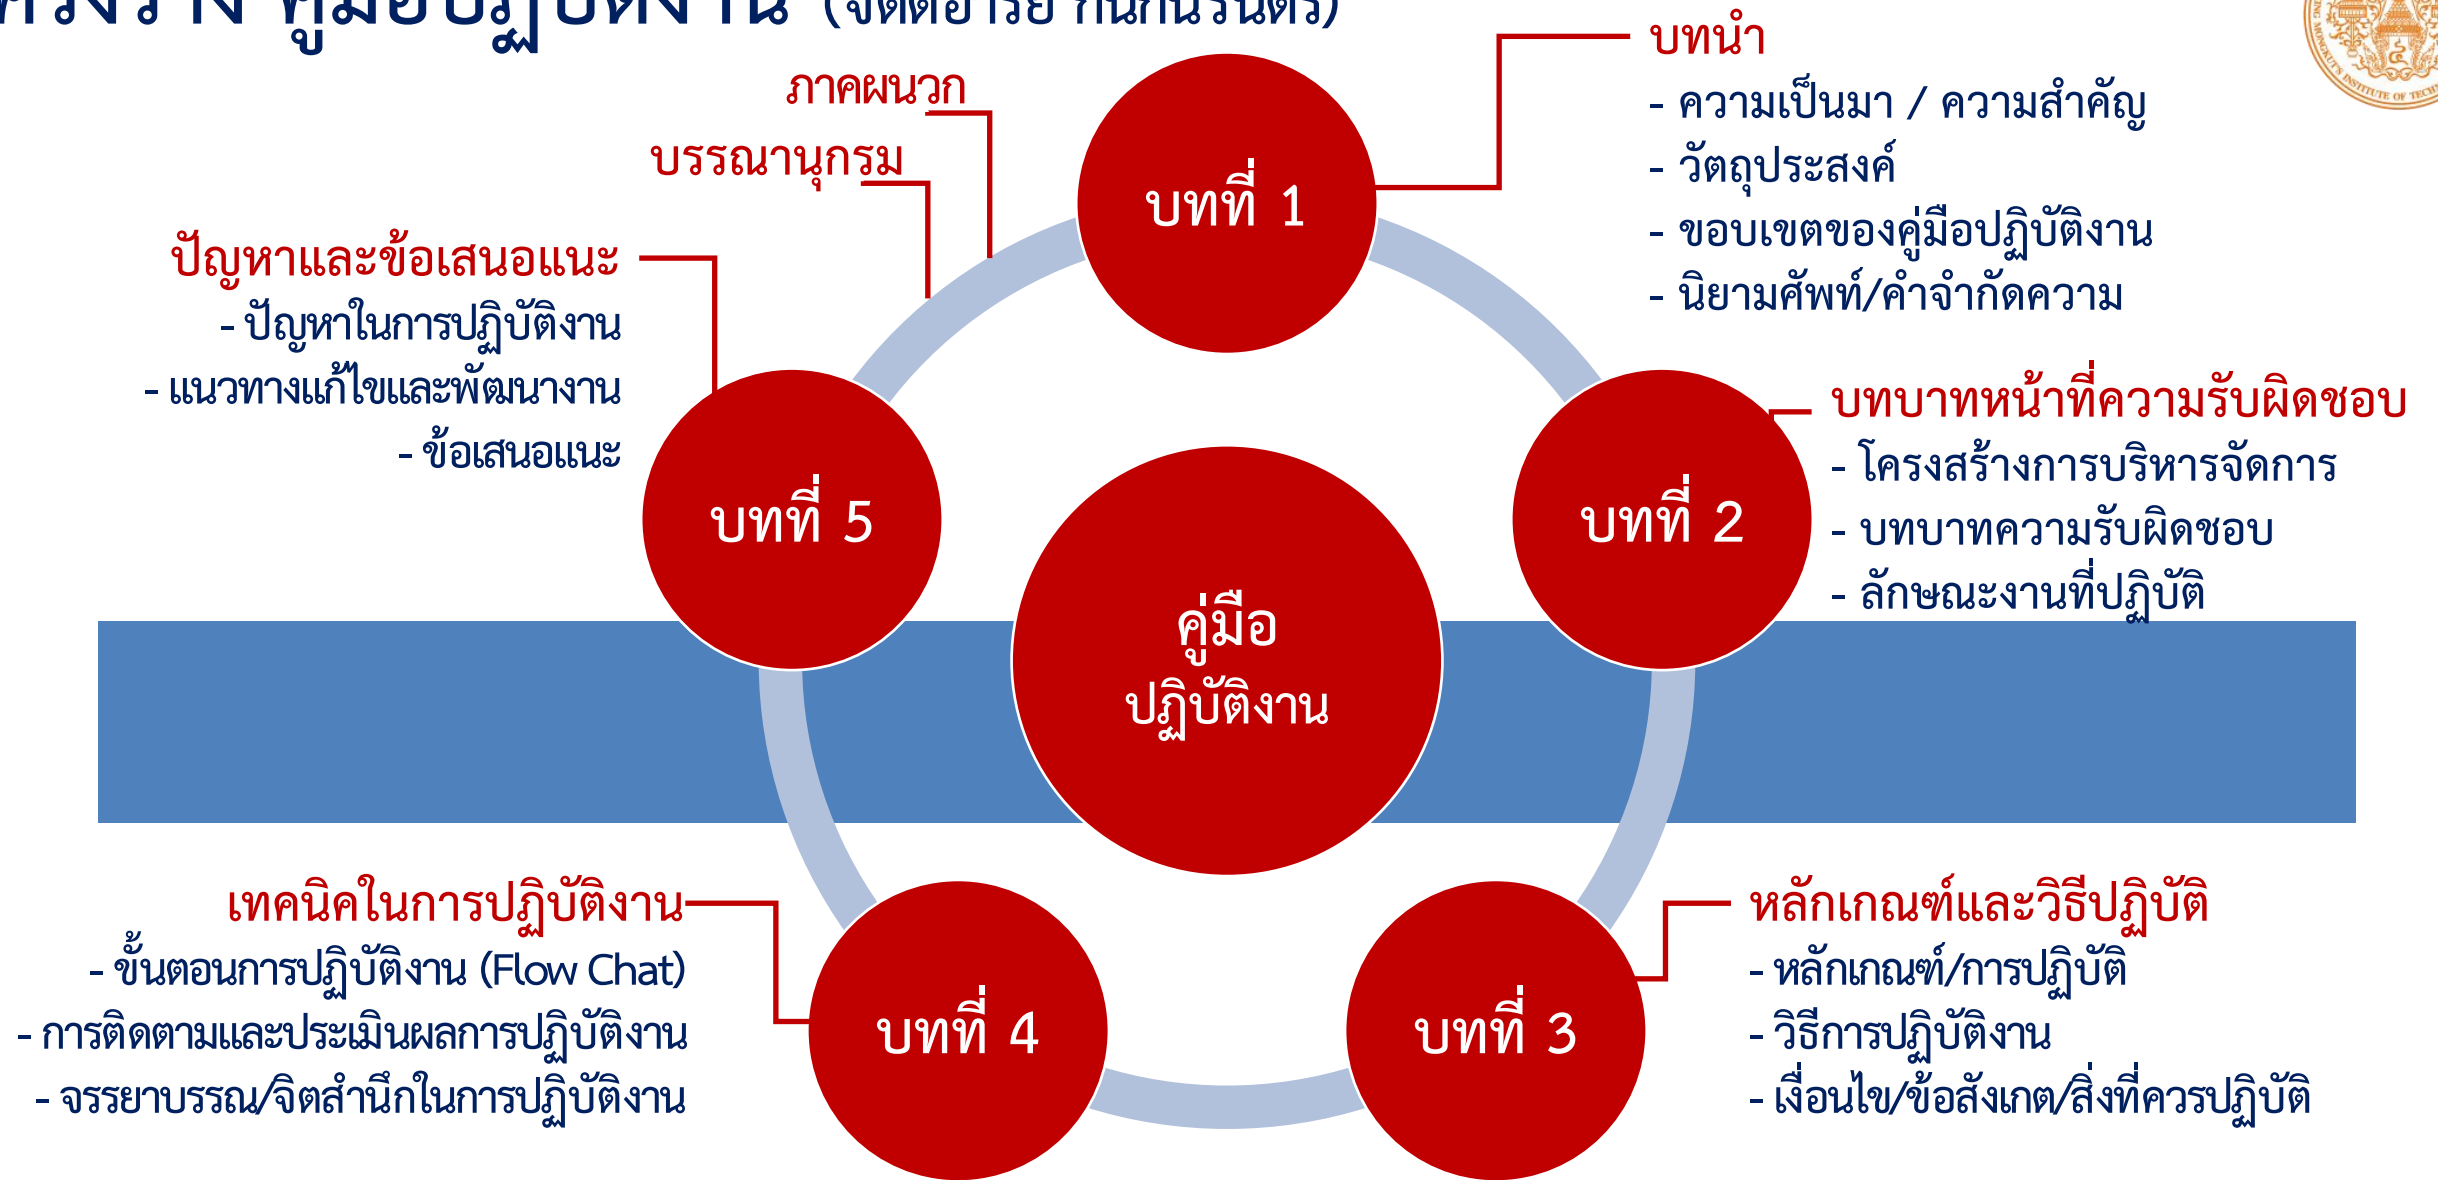 คู่มือปฏิบัติงาน
บทที่ 1
บทนำ
- ความเป็นมา / ความสำคัญ
- วัตถุประสงค์
- ขอบเขตของคู่มือปฏิบัติงาน
- นิยามศัพท์/คำจำกัดความ
บทที่ 2
บทบาทหน้าที่ความรับผิดชอบ
- โครงสร้างการบริหารจัดการ
- บทบาทความรับผิดชอบ
- ลักษณะงานที่ปฏิบัติ
บทที่ 3
หลักเกณฑ์และวิธีปฏิบัติ
- หลักเกณฑ์/การปฏิบัติ
- วิธีการปฏิบัติงาน
- เงื่อนไข/ข้อสังเกต/สิ่งที่ควรปฏิบัติ
บทที่ 4
เทคนิคในการปฏิบัติงาน
- ขั้นตอนการปฏิบัติงาน (Flow Chat)
- การติดตามและประเมินผลการปฏิบัติงาน
- จรรยาบรรณ/จิตสำนึกในการปฏิบัติงาน
บทที่ 5
ปัญหาและข้อเสนอแนะ
- ปัญหาในการปฏิบัติงาน
- แนวทางแก้ไขและพัฒนางาน
- ข้อเสนอแนะ
บรรณานุกรม
ภาคผนวก
คู่มือ
ปฏิบัติงาน